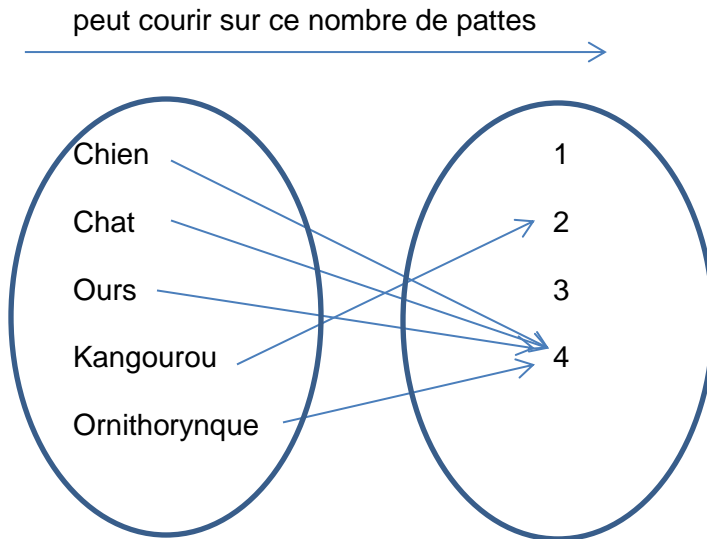 peut courir sur ce nombre de pattes
Chien 1
Chat 2
Ours 3
Kangourou 4
Ornithorynque